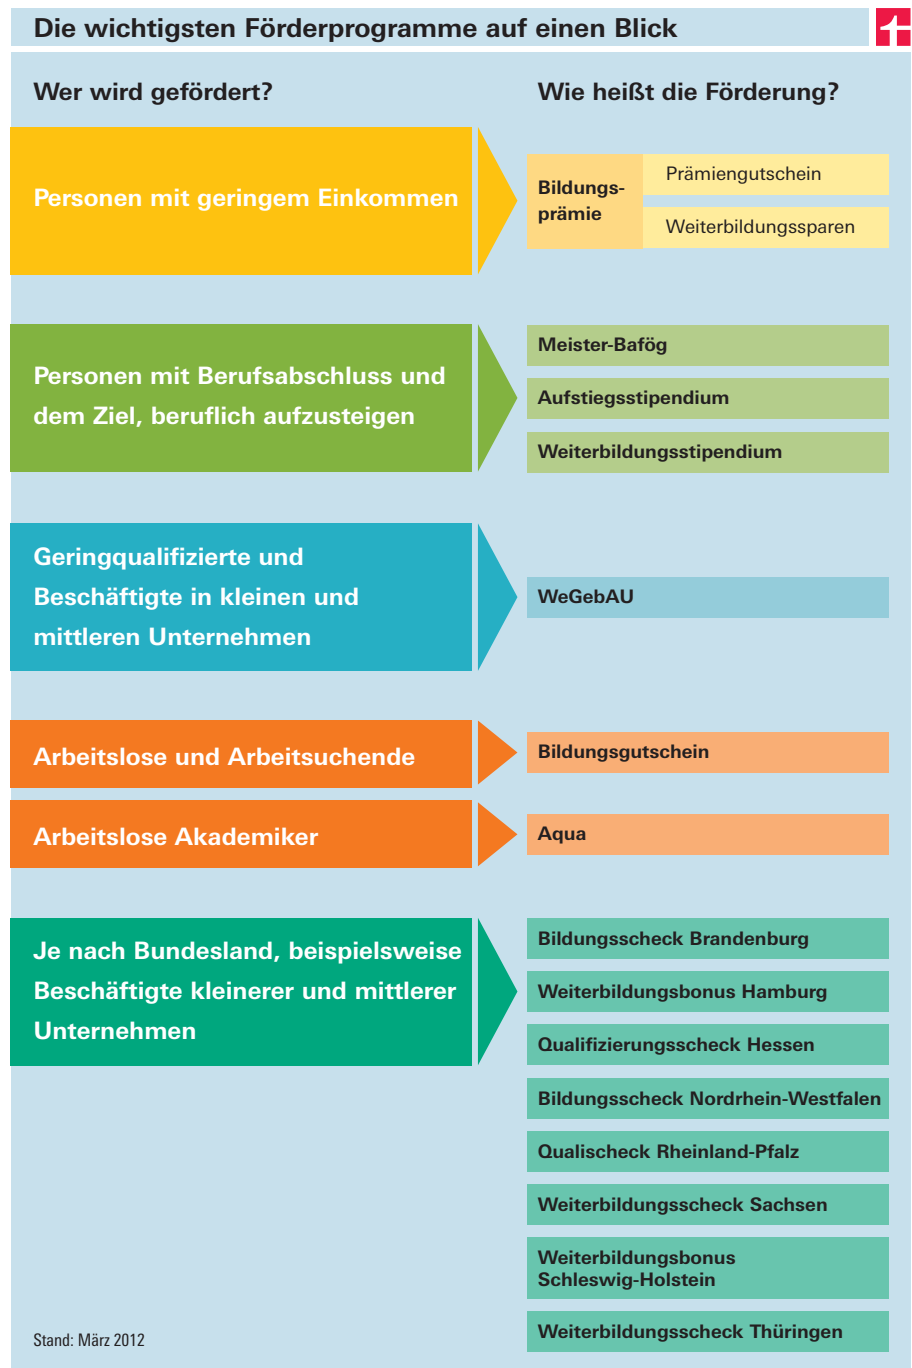 Die wichtigsten Förderprogramme auf einen Blick
Wer wird gefördert?
Wie heißt die Förderung?
Personen mit geringem Einkommen
Bildungs-
prämie
Prämiengutschein
Weiterbildungssparen
Personen mit Berufsabschluss und
dem Ziel, beruflich aufzusteigen
Meister-Bafög
Aufstiegsstipendium
Weiterbildungsstipendium
Geringqualifizierte und
Beschäftigte in kleinen und
mittleren Unternehmen
WeGebAU
Arbeitslose und Arbeitsuchende
Bildungsgutschein
Arbeitslose Akademiker
Aqua
Je nach Bundesland, beispielsweise
Beschäftigte kleinerer und mittlerer
Unternehmen
Bildungsscheck Brandenburg
Weiterbildungsbonus Hamburg
Qualifizierungsscheck Hessen
Bildungsscheck Nordrhein-Westfalen
Qualischeck Rheinland-Pfalz
Weiterbildungsscheck Sachsen
Weiterbildungsbonus
Schleswig-Holstein
Weiterbildungsscheck Thüringen
Stand: März 2012